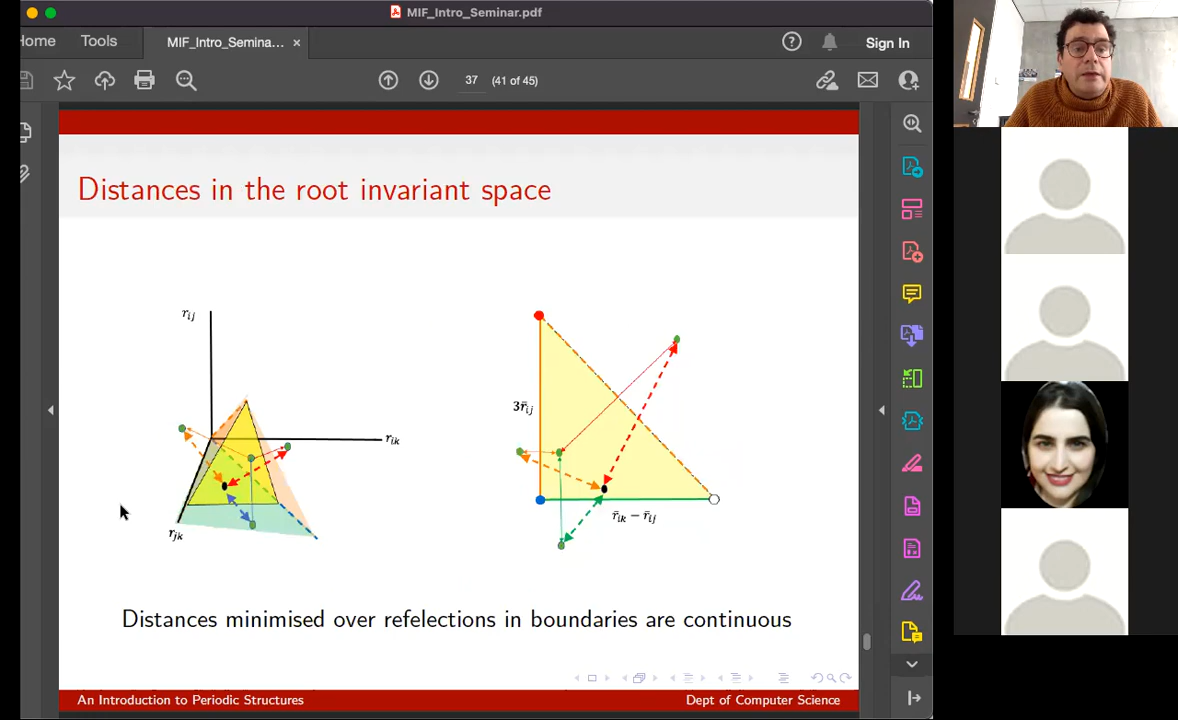 MIF_Intro_Seminar.pdf
Home Tools MIF_Intro_Semina... × Sign In
37 (41 of 45)
Distances in the root invariant space
r_ij
r_ik
r_jk
3r̄_ij
r̄_ik − r̄_ij
Distances minimised over refelections in boundaries are continuous
An Introduction to Periodic Structures Dept of Computer Science